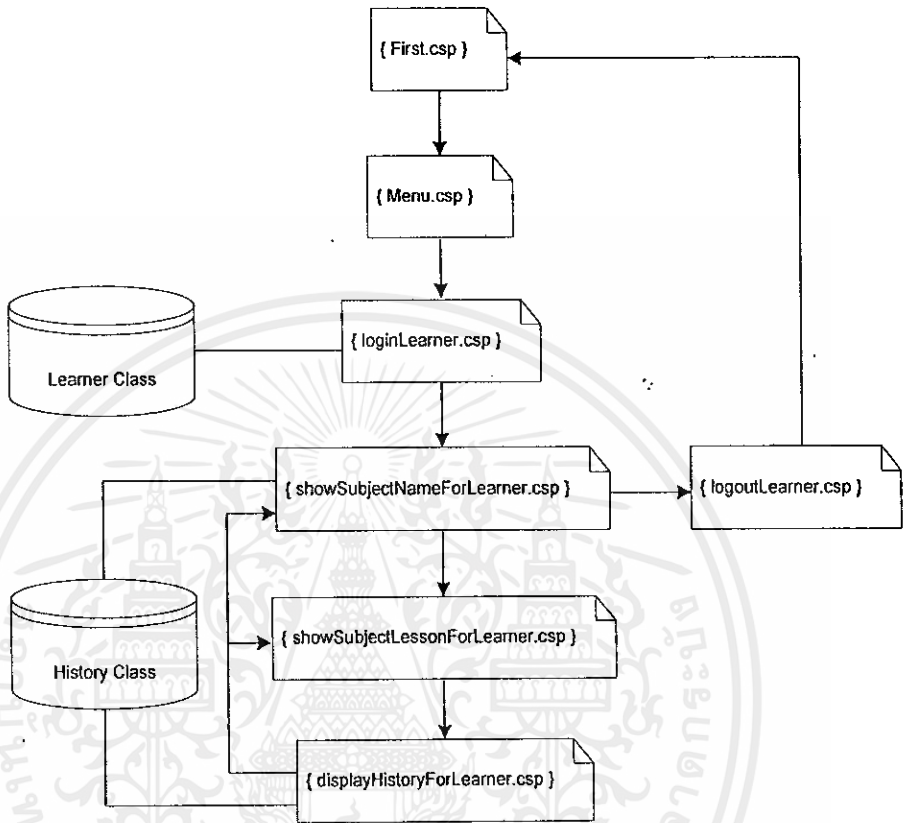 { First.csp }
{ Menu.csp }
{ loginLearner.csp }
Learner Class
{ showSubjectNameForLearner.csp }
{ logoutLearner.csp }
{ showSubjectLessonForLearner.csp }
History Class
{ displayHistoryForLearner.csp }